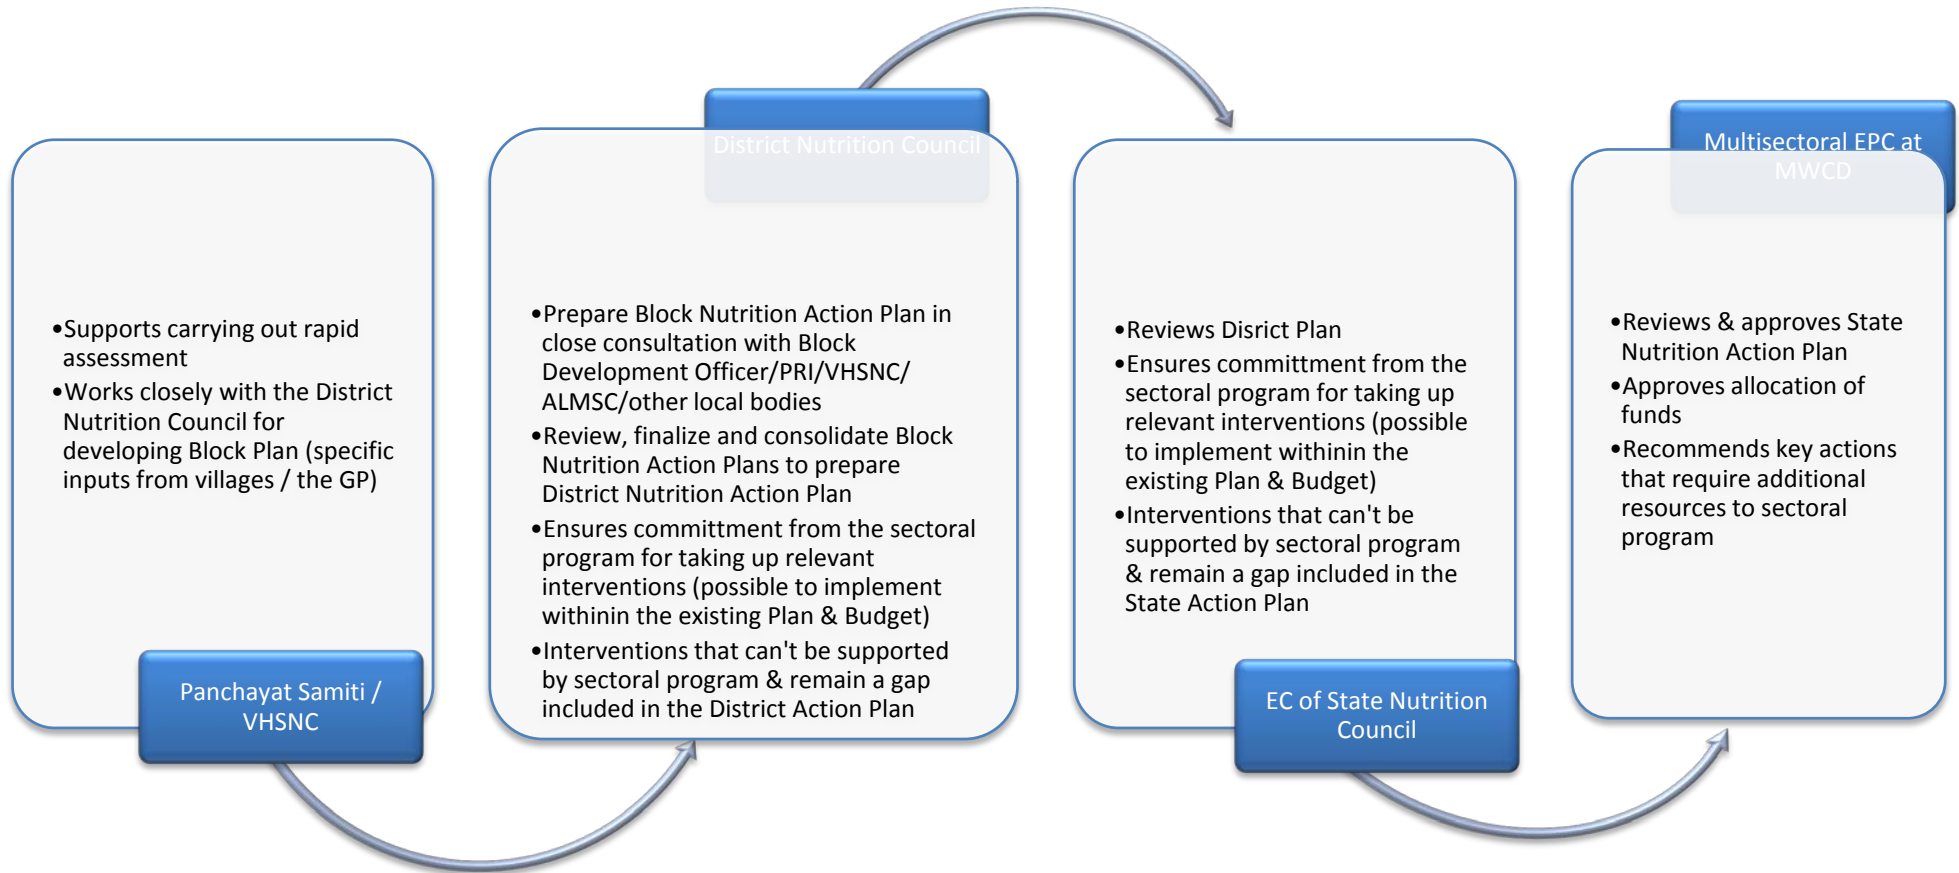 •Supports carrying out rapid
assessment
•Works closely with the District
Nutrition Council for
developing Block Plan (specific
inputs from villages / the GP)
Panchayat Samiti /
VHSNC
District Nutrition Council
•Prepare Block Nutrition Action Plan in
close consultation with Block
Development Officer/PRI/VHSNC/
ALMSC/other local bodies
•Review, finalize and consolidate Block
Nutrition Action Plans to prepare
District Nutrition Action Plan
•Ensures committment from the sectoral
program for taking up relevant
interventions (possible to implement
withinin the existing Plan & Budget)
•Interventions that can't be supported
by sectoral program & remain a gap
included in the District Action Plan
•Reviews Disrict Plan
•Ensures committment from the
sectoral program for taking up
relevant interventions (possible
to implement withinin the
existing Plan & Budget)
•Interventions that can't be
supported by sectoral program
& remain a gap included in the
State Action Plan
EC of State Nutrition
Council
Multisectoral EPC at
MWCD
•Reviews & approves State
Nutrition Action Plan
•Approves allocation of
funds
•Recommends key actions
that require additional
resources to sectoral
program